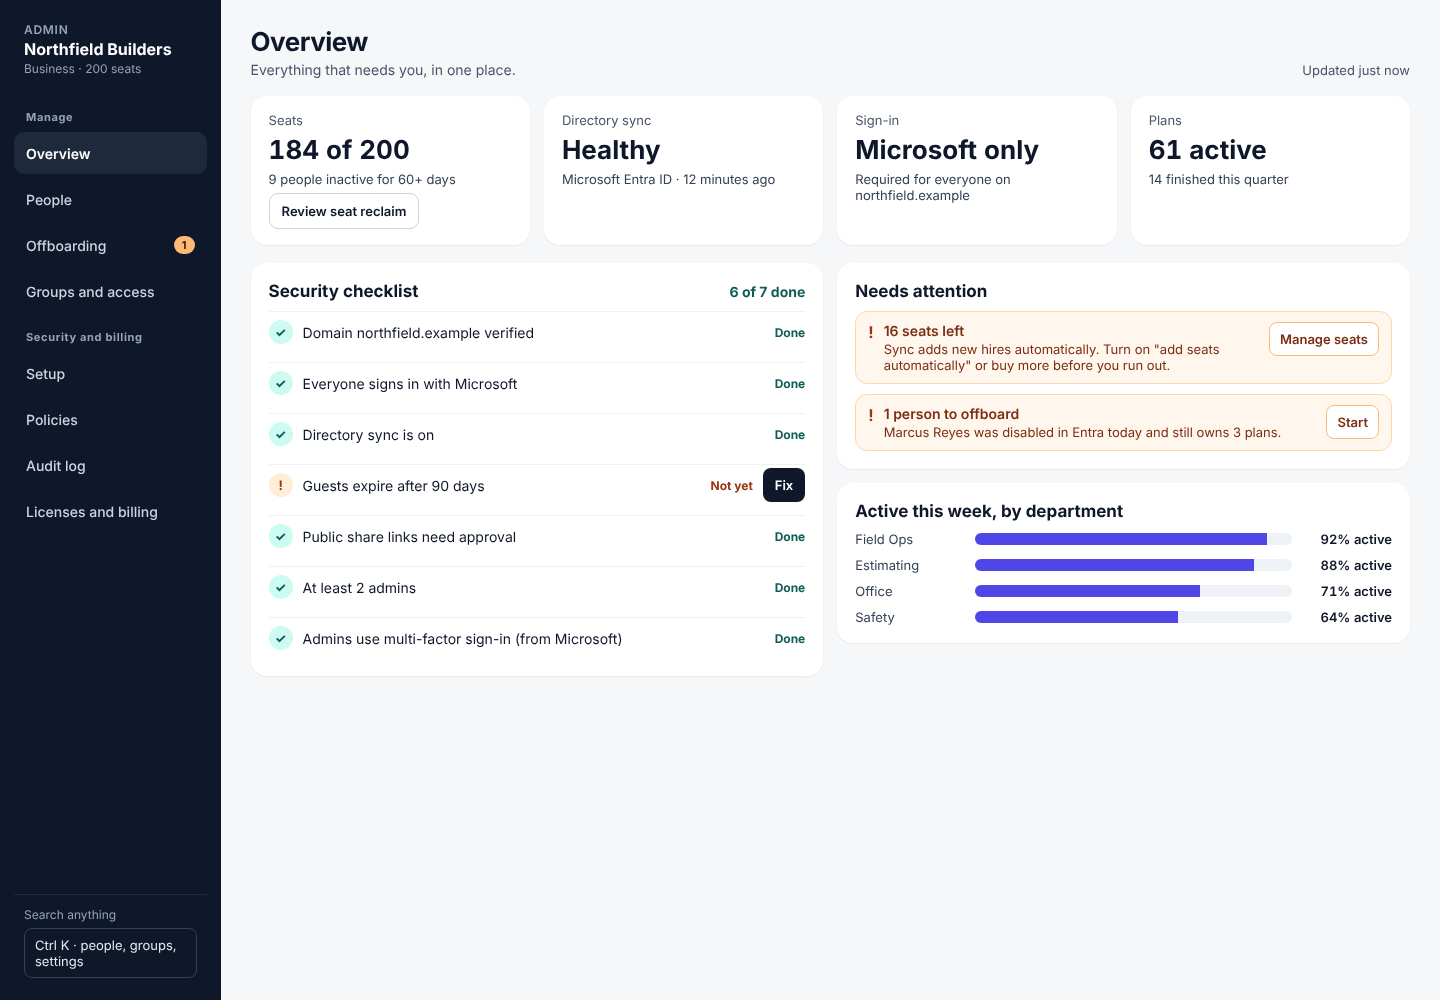 ADMIN
Northfield Builders
Business · 200 seats
Manage
Overview
People
Offboarding 1
Groups and access
Security and billing
Setup
Policies
Audit log
Licenses and billing
Search anything
Ctrl K · people, groups,
settings
Overview
Everything that needs you, in one place.
Updated just now
Seats
184 of 200
9 people inactive for 60+ days
Review seat reclaim
Directory sync
Healthy
Microsoft Entra ID · 12 minutes ago
Sign-in
Microsoft only
Required for everyone on
northfield.example
Plans
61 active
14 finished this quarter
Security checklist 6 of 7 done
Domain northfield.example verified Done
Everyone signs in with Microsoft Done
Directory sync is on Done
! Guests expire after 90 days Not yet Fix
Public share links need approval Done
At least 2 admins Done
Admins use multi-factor sign-in (from Microsoft) Done
Needs attention
! 16 seats left
Sync adds new hires automatically. Turn on "add seats
automatically" or buy more before you run out.
Manage seats
! 1 person to offboard
Marcus Reyes was disabled in Entra today and still owns 3 plans.
Start
Active this week, by department
Field Ops 92% active
Estimating 88% active
Office 71% active
Safety 64% active